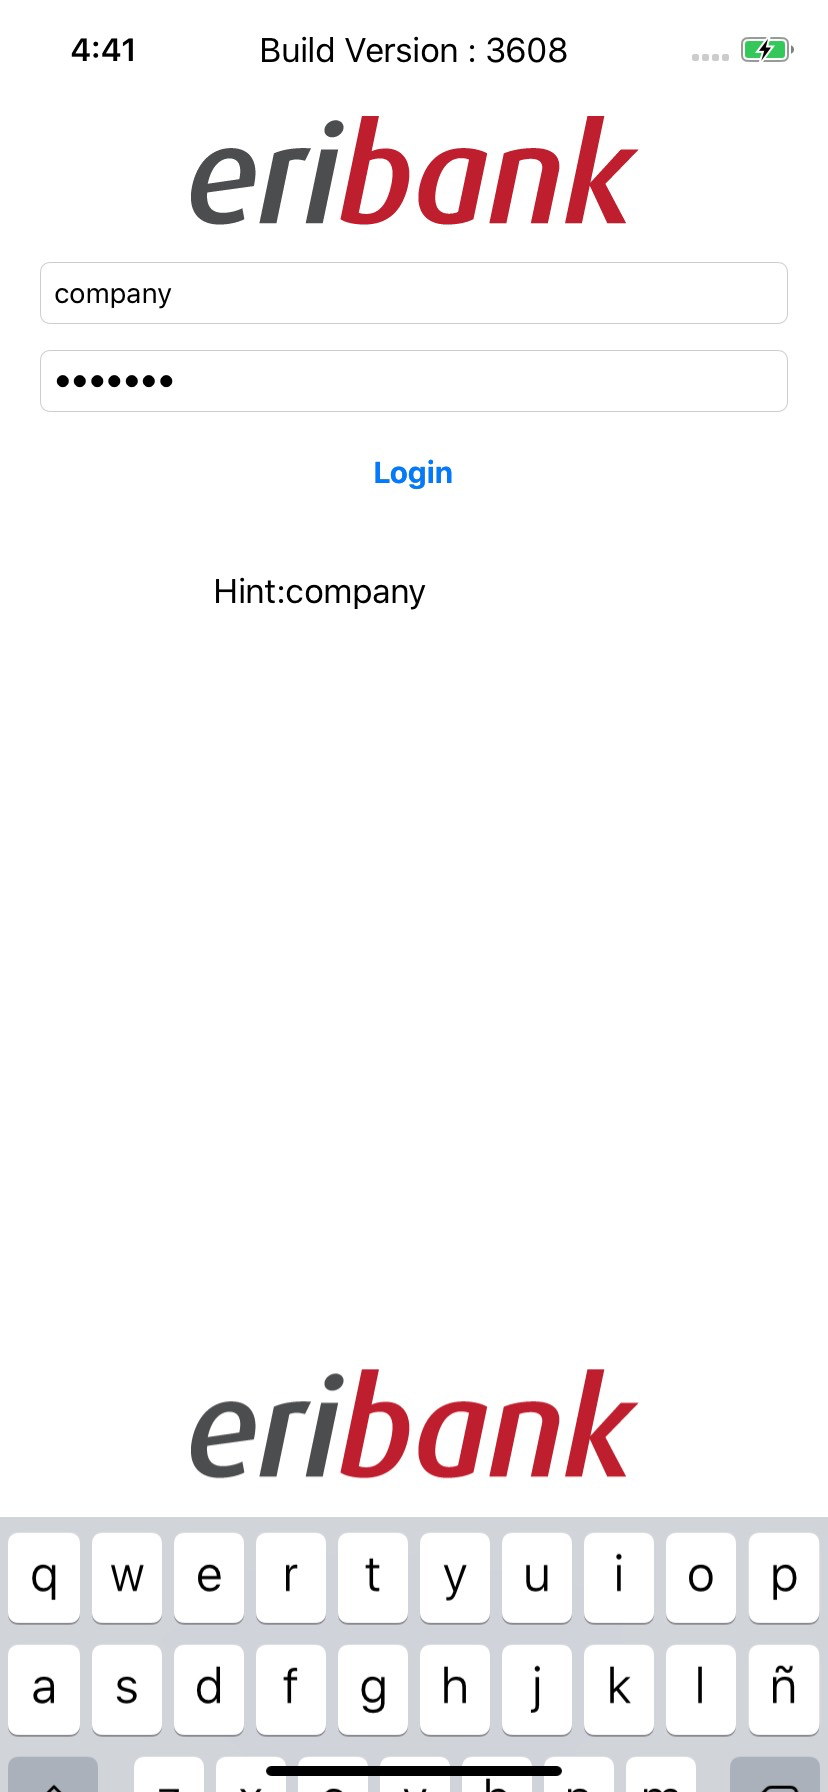 4:41 Build Version : 3608
eribank
company
•••••••
Login
Hint:company
eribank
q w e r t y u i o p
a s d f g h j k l ñ